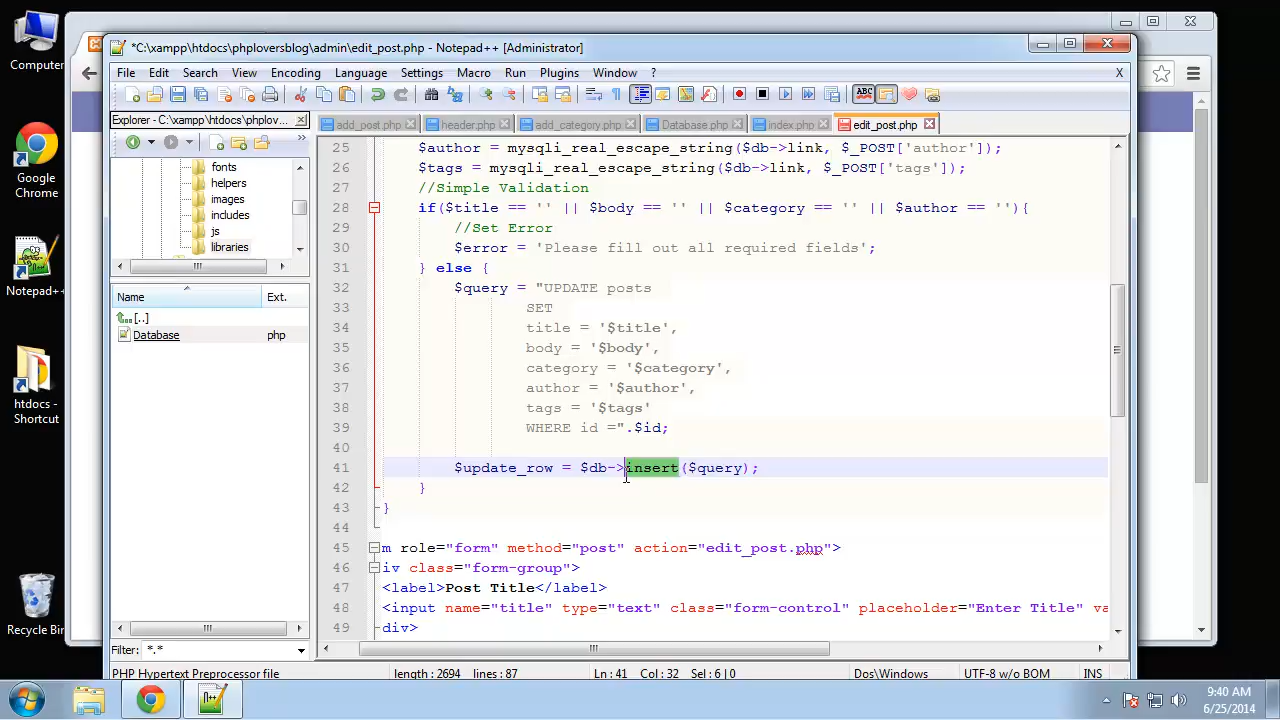 Computer
Google
Chrome
Notepad++
htdocs -
Shortcut
Recycle Bin
*C:\xampp\htdocs\phploversblog\admin\edit_post.php - Notepad++ [Administrator]
File Edit Search View Encoding Language Settings Macro Run Plugins Window ? X
Explorer - C:\xampp\htdocs\phplov...
add_post.php header.php add_category.php Database.php index.php edit_post.php
fonts
helpers
images
includes
js
libraries
Name Ext.
[..]
Database php
Filter: *.*
25 $author = mysqli_real_escape_string($db->link, $_POST['author']);
26 $tags = mysqli_real_escape_string($db->link, $_POST['tags']);
27 //Simple Validation
28 if($title == '' || $body == '' || $category == '' || $author == ''){
29 //Set Error
30 $error = 'Please fill out all required fields';
31 } else {
32 $query = "UPDATE posts
33 SET
34 title = '$title',
35 body = '$body',
36 category = '$category',
37 author = '$author',
38 tags = '$tags'
39 WHERE id =".$id;
40
41 $update_row = $db->insert($query);
42 }
43 }
44
45 m role="form" method="post" action="edit_post.php">
46 iv class="form-group">
47 <label>Post Title</label>
48 <input name="title" type="text" class="form-control" placeholder="Enter Title" va
49 div>
PHP Hypertext Preprocessor file length : 2694 lines : 87 Ln : 41 Col : 32 Sel : 6 | 0 Dos\Windows UTF-8 w/o BOM INS
9:40 AM
6/25/2014